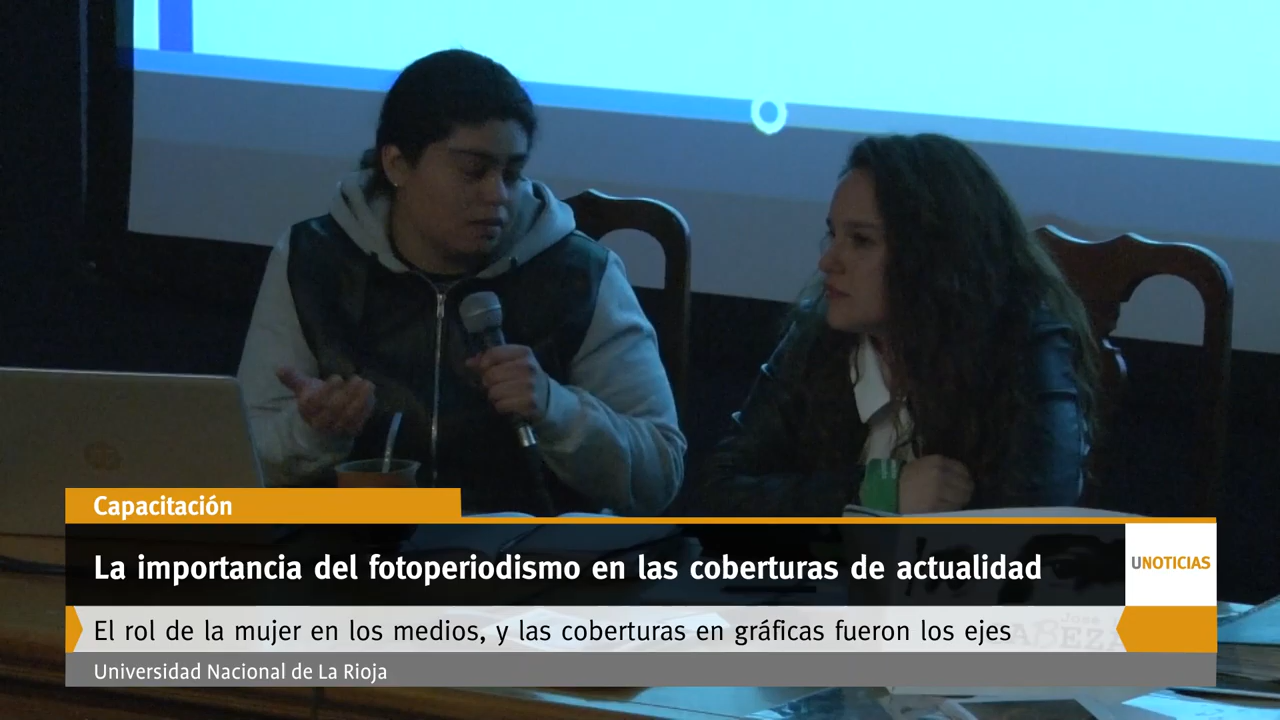 Capacitación
La importancia del fotoperiodismo en las coberturas de actualidad
UNOTICIAS
El rol de la mujer en los medios, y las coberturas en gráficas fueron los ejes
Universidad Nacional de La Rioja